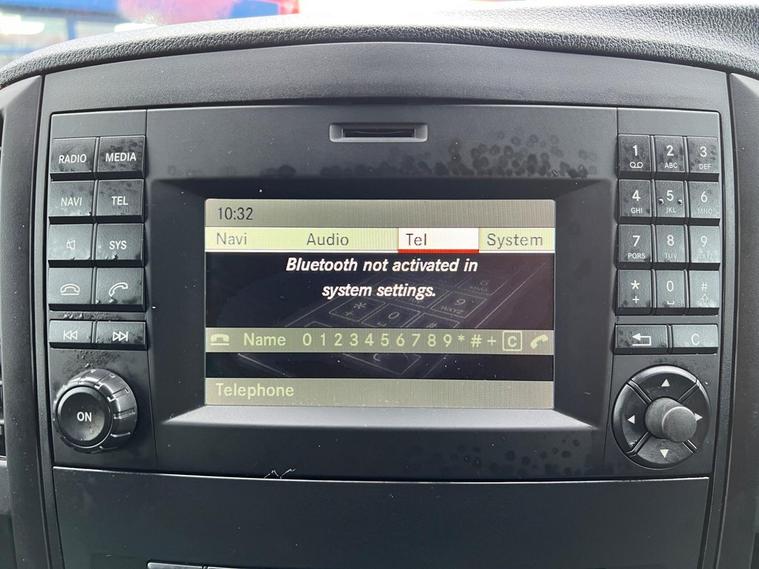 RADIO MEDIA
NAVI TEL
SYS
ON
10:32
Navi Audio Tel System
Bluetooth not activated in
system settings.
Name 0 1 2 3 4 5 6 7 8 9 * # + C
Telephone
1 2 3
ABC DEF
4 5 6
GHI JKL MNO
7 8 9
PQRS TUV WXYZ
* 0 #
+
C